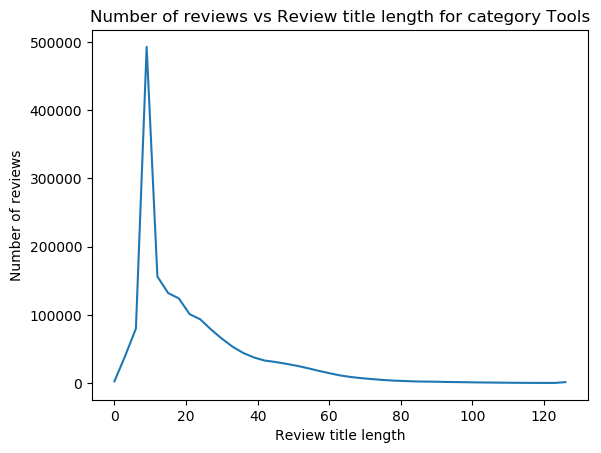 Number of reviews vs Review title length for category Tools
500000
400000
300000
200000
100000
0
Number of reviews
0 20 40 60 80 100 120
Review title length